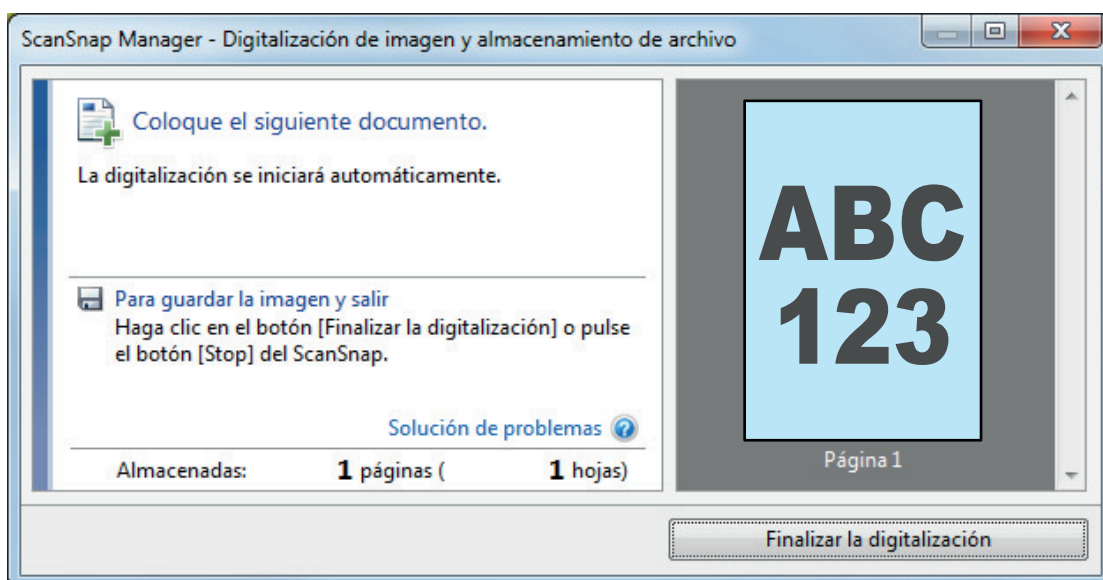 ScanSnap Manager - Digitalización de imagen y almacenamiento de archivo
Coloque el siguiente documento.
La digitalización se iniciará automáticamente.
Para guardar la imagen y salir
Haga clic en el botón [Finalizar la digitalización] o pulse
el botón [Stop] del ScanSnap.
Solución de problemas
Almacenadas: 1 páginas ( 1 hojas)
ABC
123
Página 1
Finalizar la digitalización